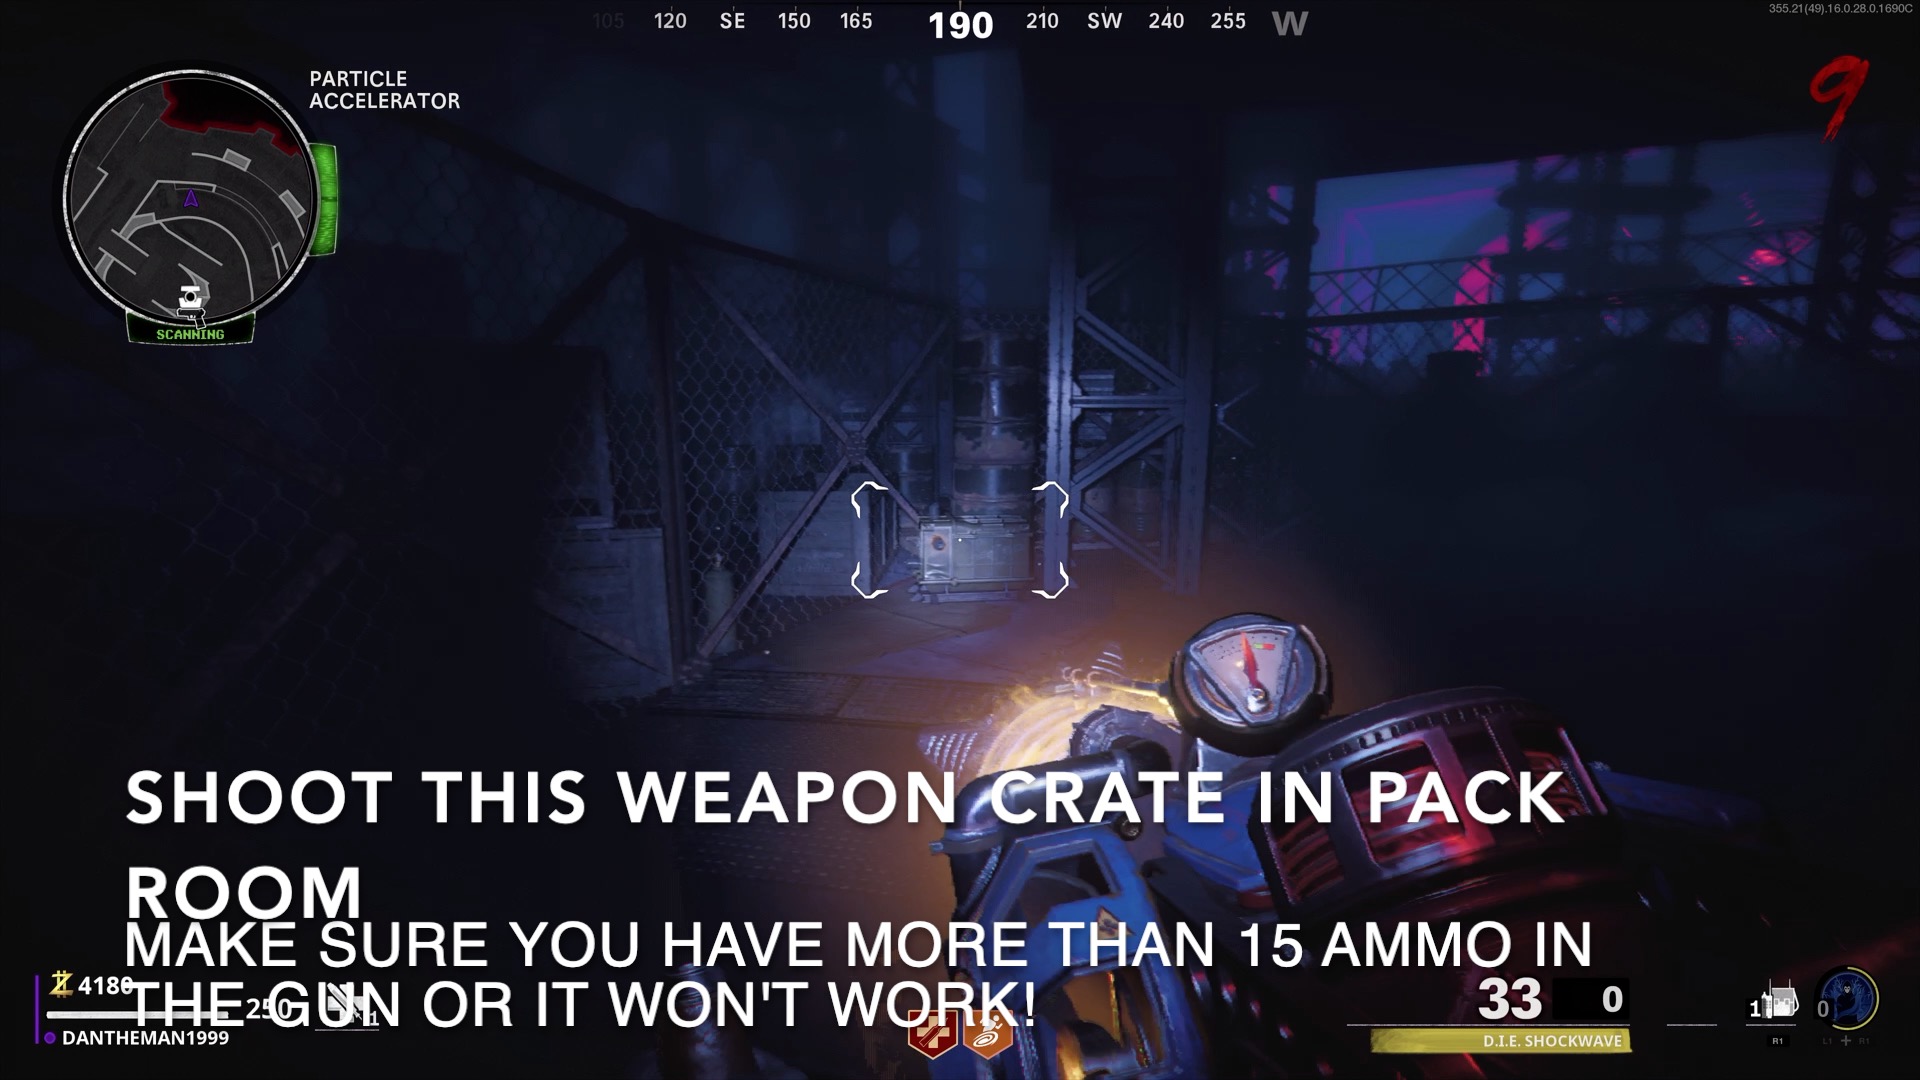 105 120 SE 150 165 190 210 SW 240 255 W
355.21(49).16.0.28.0.1690C
PARTICLE
ACCELERATOR
9
SCANNING
SHOOT THIS WEAPON CRATE IN PACK
ROOM
MAKE SURE YOU HAVE MORE THAN 15 AMMO IN
THE GUN OR IT WON'T WORK!
4180
250
1
DANTHEMAN1999
33 0
D.I.E. SHOCKWAVE
1 0
R1 L1 + R1